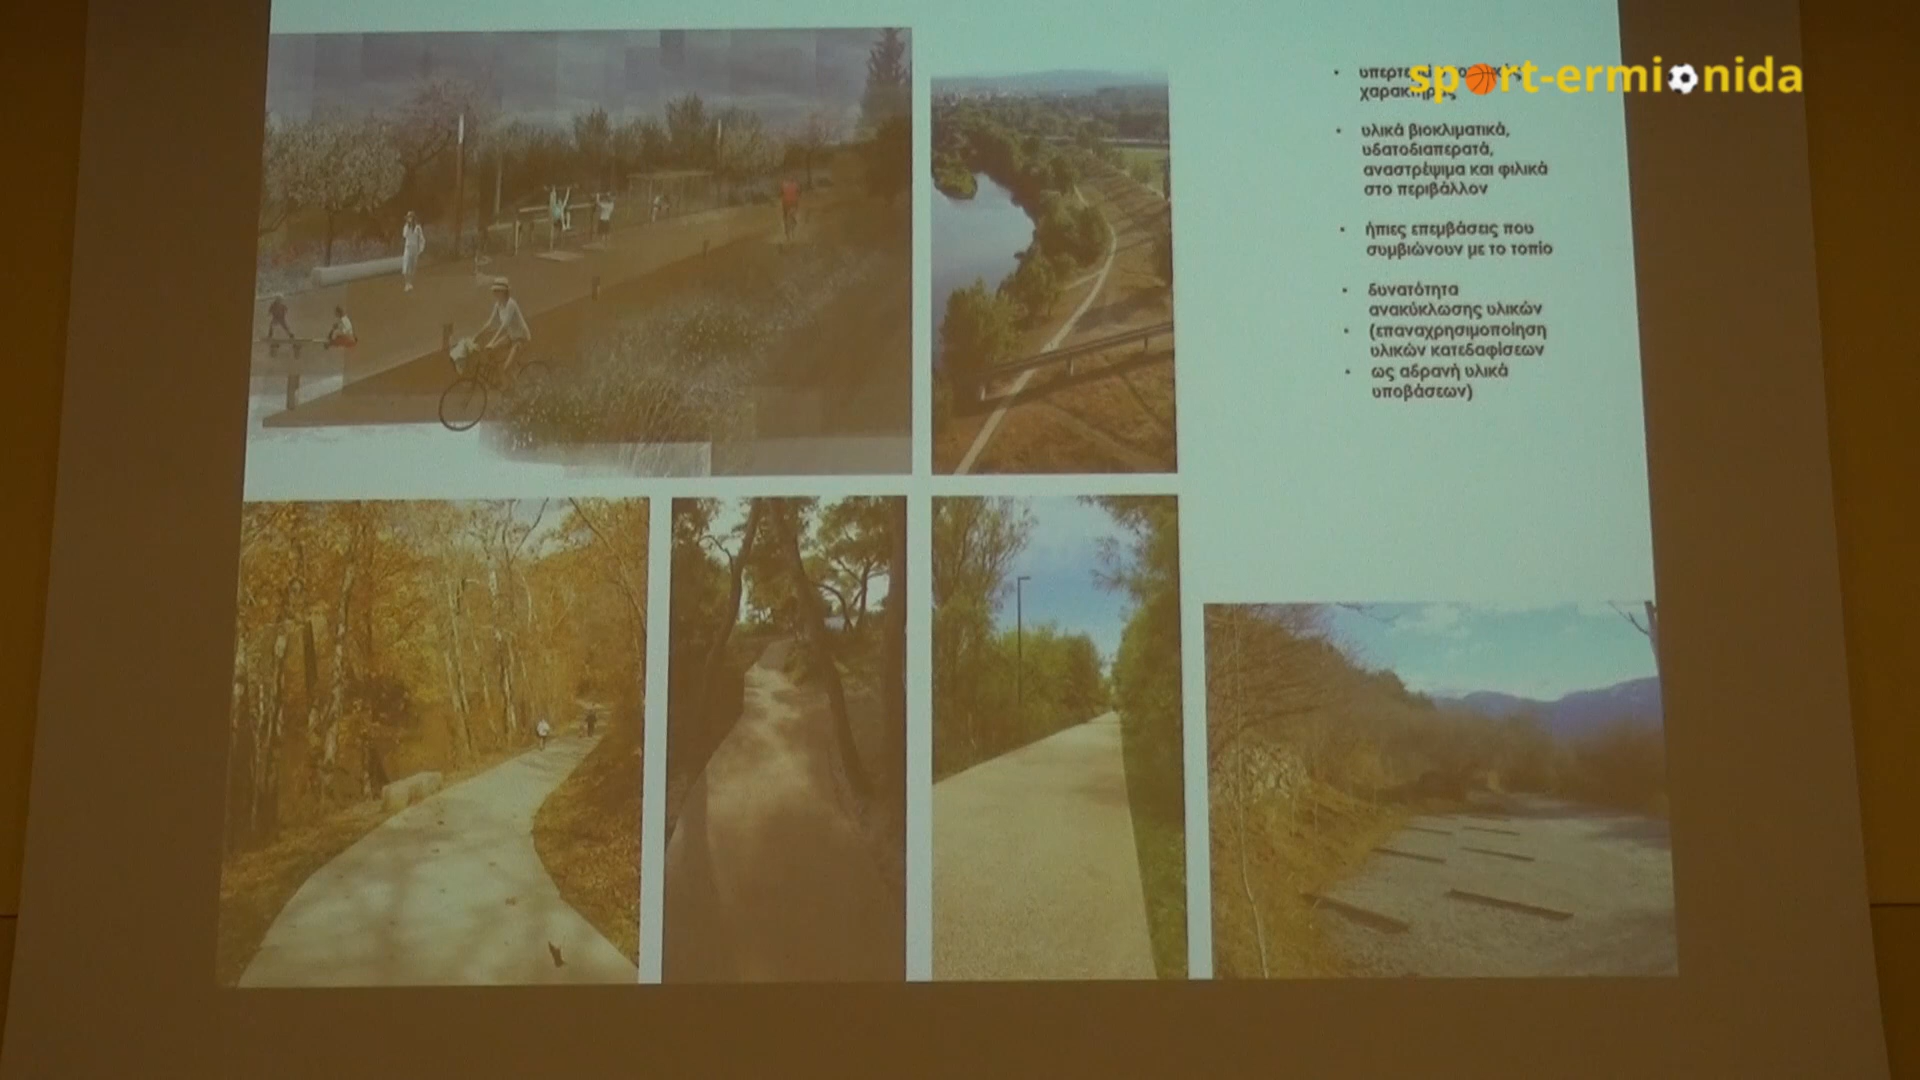 sport-ermionida
χαρακτήρας
• υλικά βιοκλιματικά,
υδατοδιαπερατά,
αναστρέψιμα και φιλικά
στο περιβάλλον
• ήπιες επεμβάσεις που
συμβιώνουν με το τοπίο
• δυνατότητα
ανακύκλωσης υλικών
• (επαναχρησιμοποίηση
υλικών κατεδαφίσεων
• ως αδρανή υλικά
υποβάσεων)